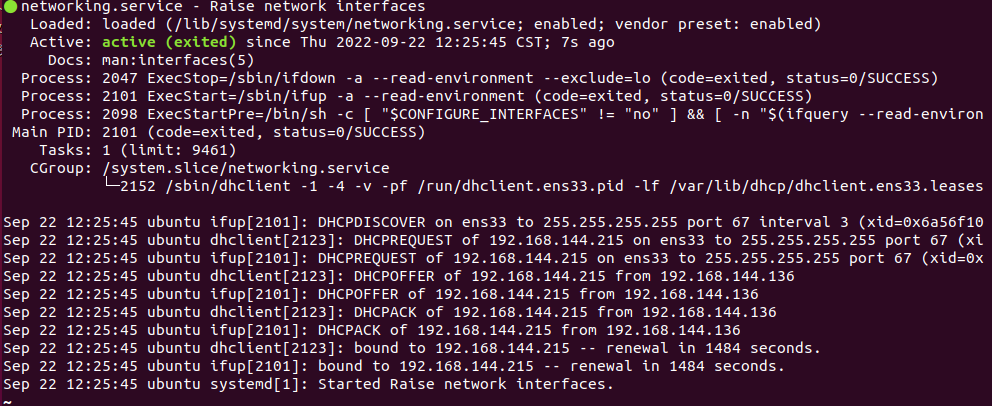 ●networking.service - Raise network interfaces
   Loaded: loaded (/lib/systemd/system/networking.service; enabled; vendor preset: enabled)
   Active: active (exited) since Thu 2022-09-22 12:25:45 CST; 7s ago
     Docs: man:interfaces(5)
  Process: 2047 ExecStop=/sbin/ifdown -a --read-environment --exclude=lo (code=exited, status=0/SUCCESS)
  Process: 2101 ExecStart=/sbin/ifup -a --read-environment (code=exited, status=0/SUCCESS)
  Process: 2098 ExecStartPre=/bin/sh -c [ "$CONFIGURE_INTERFACES" != "no" ] && [ -n "$(ifquery --read-environ
 Main PID: 2101 (code=exited, status=0/SUCCESS)
    Tasks: 1 (limit: 9461)
   CGroup: /system.slice/networking.service
           └─2152 /sbin/dhclient -1 -4 -v -pf /run/dhclient.ens33.pid -lf /var/lib/dhcp/dhclient.ens33.leases

Sep 22 12:25:45 ubuntu ifup[2101]: DHCPDISCOVER on ens33 to 255.255.255.255 port 67 interval 3 (xid=0x6a56f10
Sep 22 12:25:45 ubuntu dhclient[2123]: DHCPREQUEST of 192.168.144.215 on ens33 to 255.255.255.255 port 67 (xi
Sep 22 12:25:45 ubuntu ifup[2101]: DHCPREQUEST of 192.168.144.215 on ens33 to 255.255.255.255 port 67 (xid=0x
Sep 22 12:25:45 ubuntu dhclient[2123]: DHCPOFFER of 192.168.144.215 from 192.168.144.136
Sep 22 12:25:45 ubuntu ifup[2101]: DHCPOFFER of 192.168.144.215 from 192.168.144.136
Sep 22 12:25:45 ubuntu dhclient[2123]: DHCPACK of 192.168.144.215 from 192.168.144.136
Sep 22 12:25:45 ubuntu ifup[2101]: DHCPACK of 192.168.144.215 from 192.168.144.136
Sep 22 12:25:45 ubuntu dhclient[2123]: bound to 192.168.144.215 -- renewal in 1484 seconds.
Sep 22 12:25:45 ubuntu ifup[2101]: bound to 192.168.144.215 -- renewal in 1484 seconds.
Sep 22 12:25:45 ubuntu systemd[1]: Started Raise network interfaces.
~